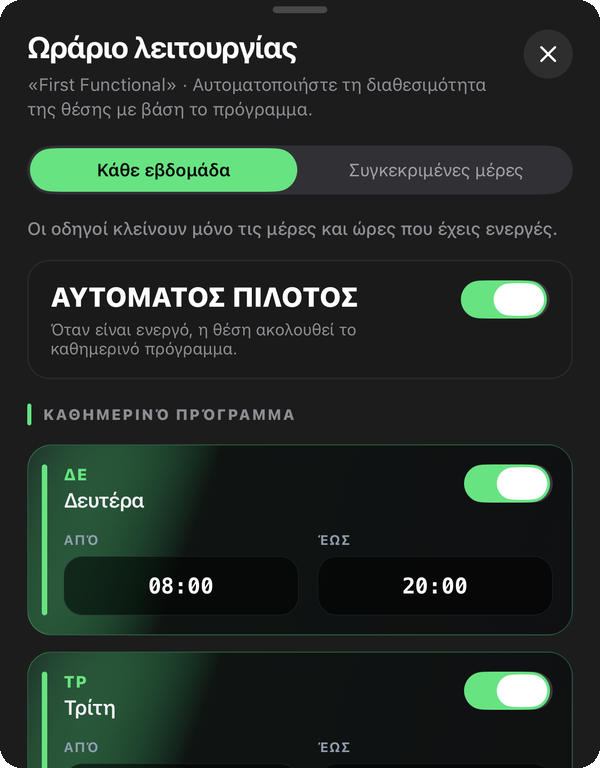 Ωράριο λειτουργίας
«First Functional» · Αυτοματοποιήστε τη διαθεσιμότητα
της θέσης με βάση το πρόγραμμα.
Κάθε εβδομάδα
Συγκεκριμένες μέρες
Οι οδηγοί κλείνουν μόνο τις μέρες και ώρες που έχεις ενεργές.
ΑΥΤΟΜΑΤΟΣ ΠΙΛΟΤΟΣ
Όταν είναι ενεργό, η θέση ακολουθεί το
καθημερινό πρόγραμμα.
ΚΑΘΗΜΕΡΙΝΌ ΠΡΌΓΡΑΜΜΑ
ΔΕ
Δευτέρα
ΑΠΌ
ΈΩΣ
08:00
20:00
ΤΡ
Τρίτη
ΑΠΌ
ΈΩΣ